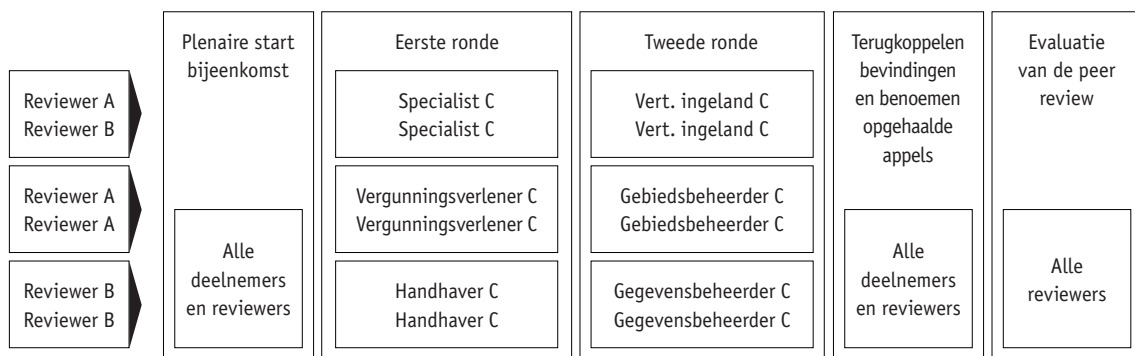 Reviewer A
Reviewer B
Reviewer A
Reviewer A
Reviewer B
Reviewer B
Plenaire start
bijeenkomst
Alle
deelnemers
en reviewers
Eerste ronde
Specialist C
Specialist C
Vergunningsverlener C
Vergunningsverlener C
Handhaver C
Handhaver C
Tweede ronde
Vert. ingeland C
Vert. ingeland C
Gebiedsbeheerder C
Gebiedsbeheerder C
Gegevensbeheerder C
Gegevensbeheerder C
Terugkoppelen
bevindingen
en benoemen
opgehaalde
appels
Alle
deelnemers
en reviewers
Evaluatie
van de peer
review
Alle
reviewers